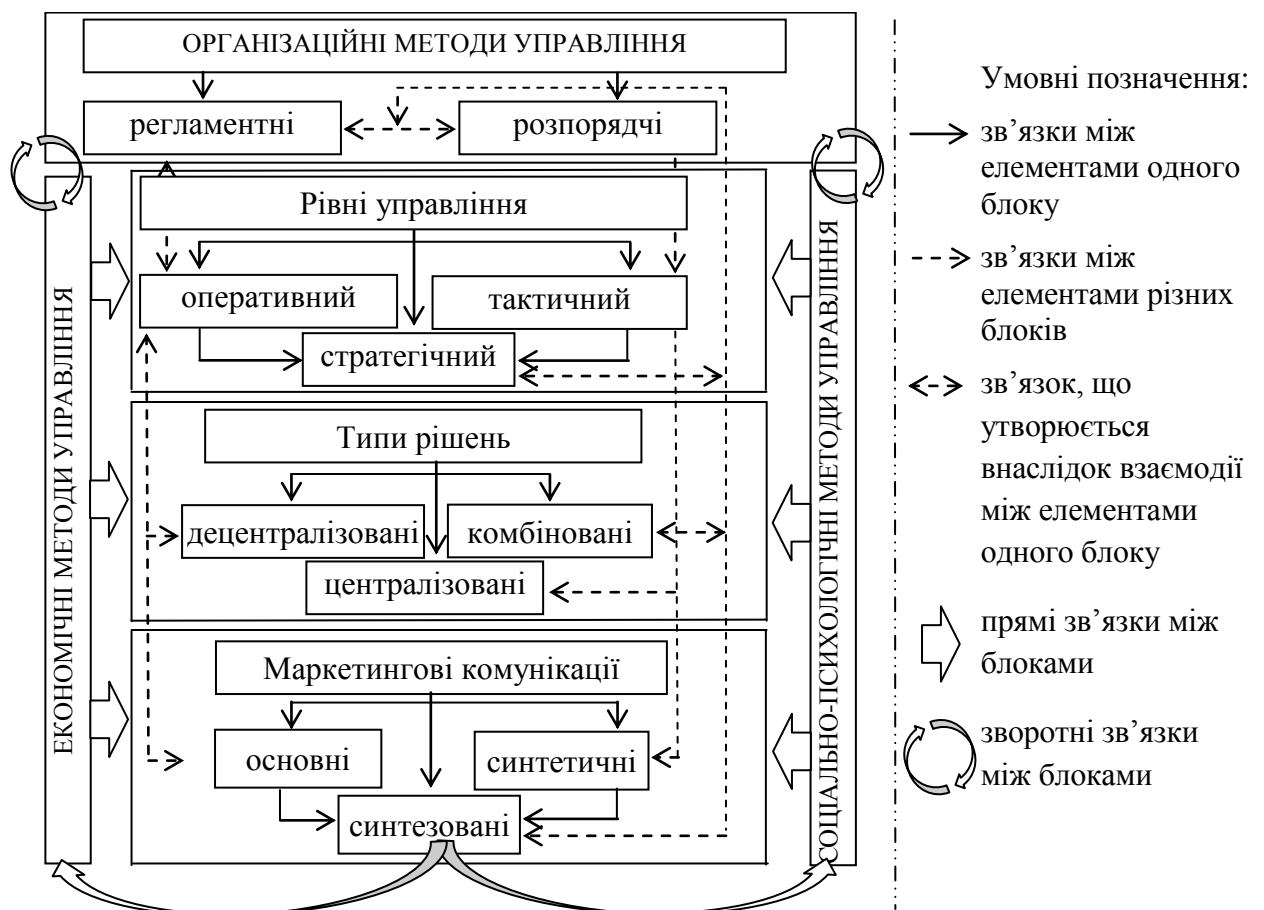 ОРГАНІЗАЦІЙНІ МЕТОДИ УПРАВЛІННЯ
регламентні
розпорядчі
ЕКОНОМІЧНІ МЕТОДИ УПРАВЛІННЯ
Рівні управління
оперативний
тактичний
стратегічний
Типи рішень
децентралізовані
комбіновані
централізовані
Маркетингові комунікації
основні
синтетичні
синтезовані
СОЦІАЛЬНО-ПСИХОЛОГІЧНІ МЕТОДИ УПРАВЛІННЯ
Умовні позначення:
зв’язки між
елементами одного
блоку
зв’язки між
елементами різних
блоків
зв’язок, що
утворюється
внаслідок взаємодії
між елементами
одного блоку
прямі зв’язки між
блоками
зворотні зв’язки
між блоками